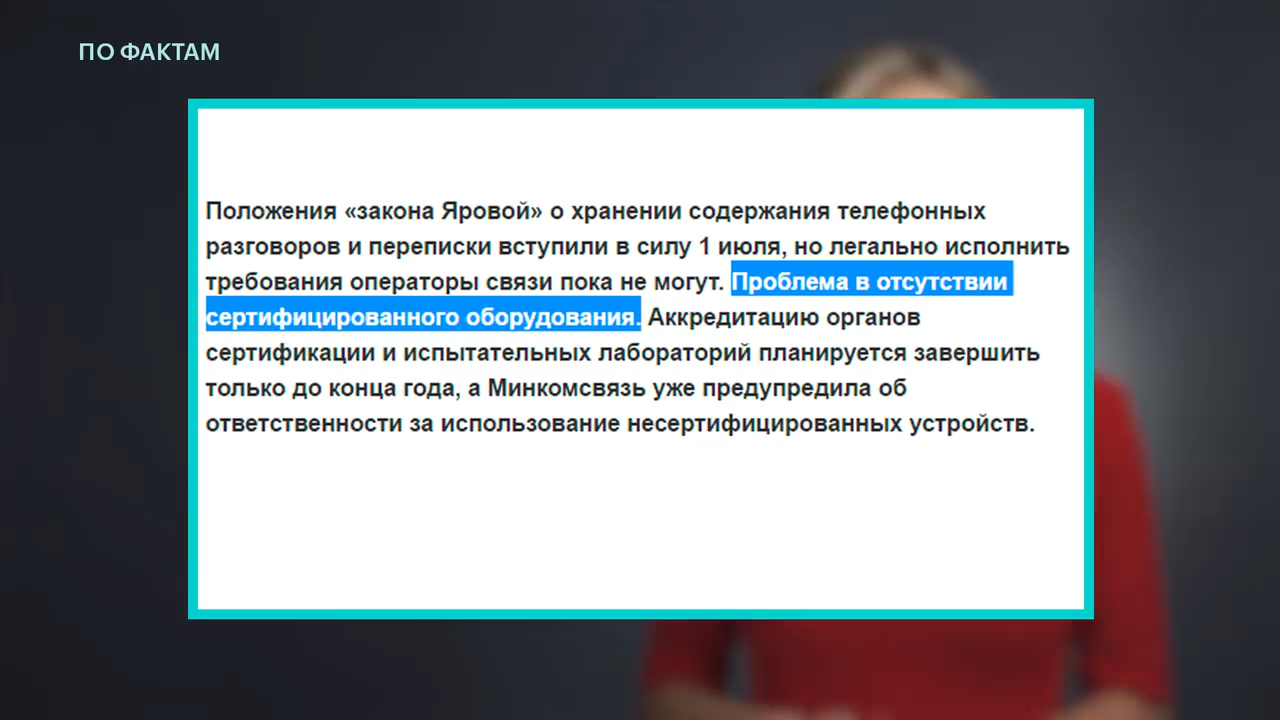 ПО ФАКТАМ
Положения «закона Яровой» о хранении содержания телефонных
разговоров и переписки вступили в силу 1 июля, но легально исполнить
требования операторы связи пока не могут. Проблема в отсутствии
сертифицированного оборудования. Аккредитацию органов
сертификации и испытательных лабораторий планируется завершить
только до конца года, а Минкомсвязь уже предупредила об
ответственности за использование несертифицированных устройств.